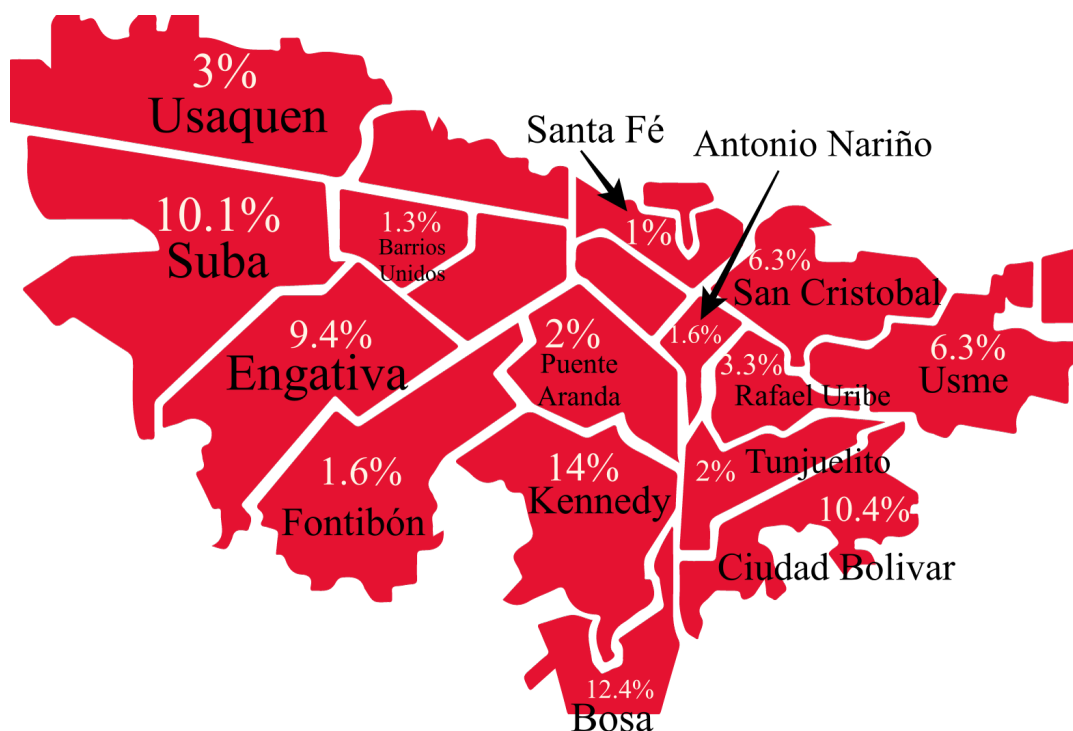 3%
Usaquen
Santa Fé
Antonio Nariño
10.1%
Suba
1.3%
Barrios
Unidos
1%
6.3%
San Cristobal
9.4%
Engativa
2%
Puente
Aranda
1.6%
3.3%
Rafael Uribe
6.3%
Usme
1.6%
Fontibón
14%
Kennedy
2%
Tunjuelito
10.4%
Ciudad Bolivar
12.4%
Bosa